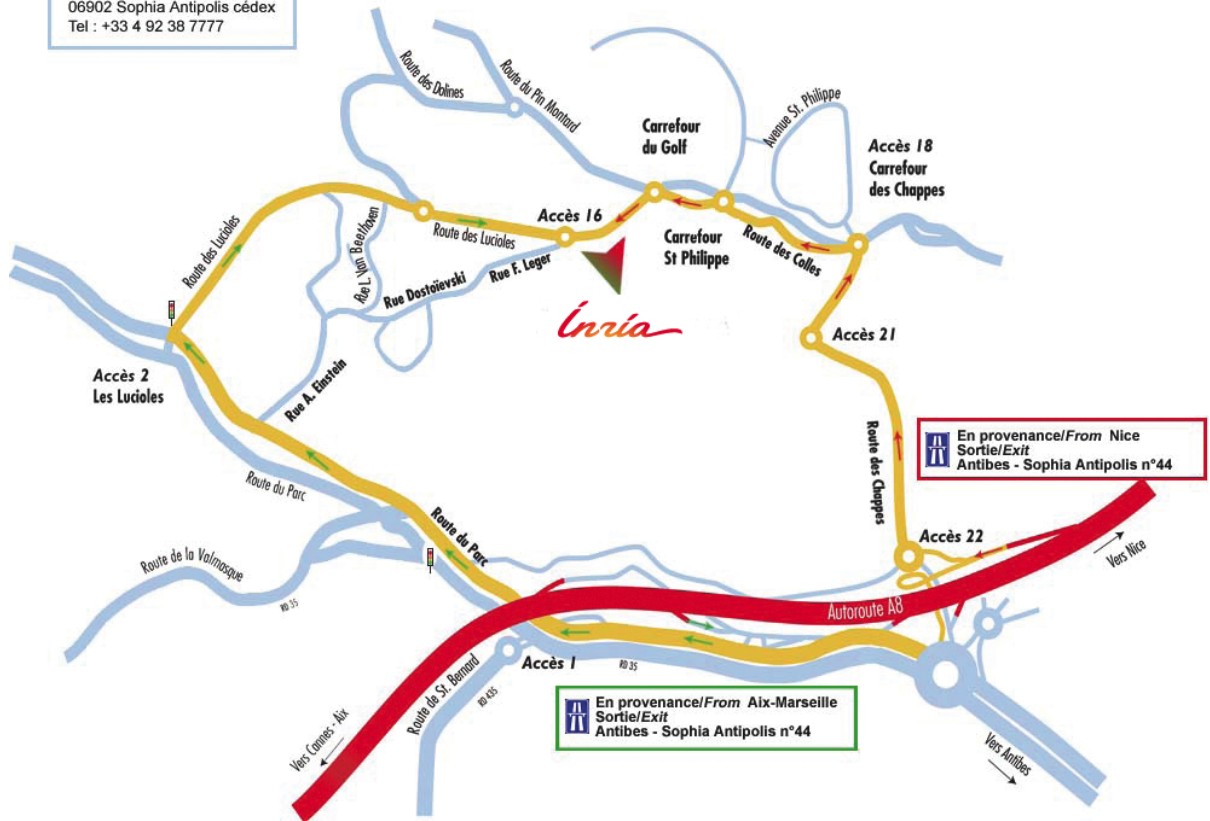 06902 Sophia Antipolis cédex
Tel : +33 4 92 38 7777
Route des Dolines
Route du Pin Montard
Carrefour
du Golf
Avenue St. Philippe
Accès 18
Carrefour
des Chappes
Accès 16
Route des Lucioles
Route des Lucioles
Rue L. Van Beethoven
Rue Dostoïevski
Rue F. Leger
Carrefour
St Philippe
Route des Colles
Inría
Accès 21
Accès 2
Les Lucioles
Rue A. Einstein
Route des Chappes
En provenance/From Nice
Sortie/Exit
Antibes - Sophia Antipolis n°44
Route du Parc
Route du Parc
Accès 22
Vers Nice
Route de la Valmasque
RD 35
Autoroute A8
Accès 1
RD 35
Route de St. Bernard
RD 435
En provenance/From Aix-Marseille
Sortie/Exit
Antibes - Sophia Antipolis n°44
Vers Cannes - Aix
Vers Antibes